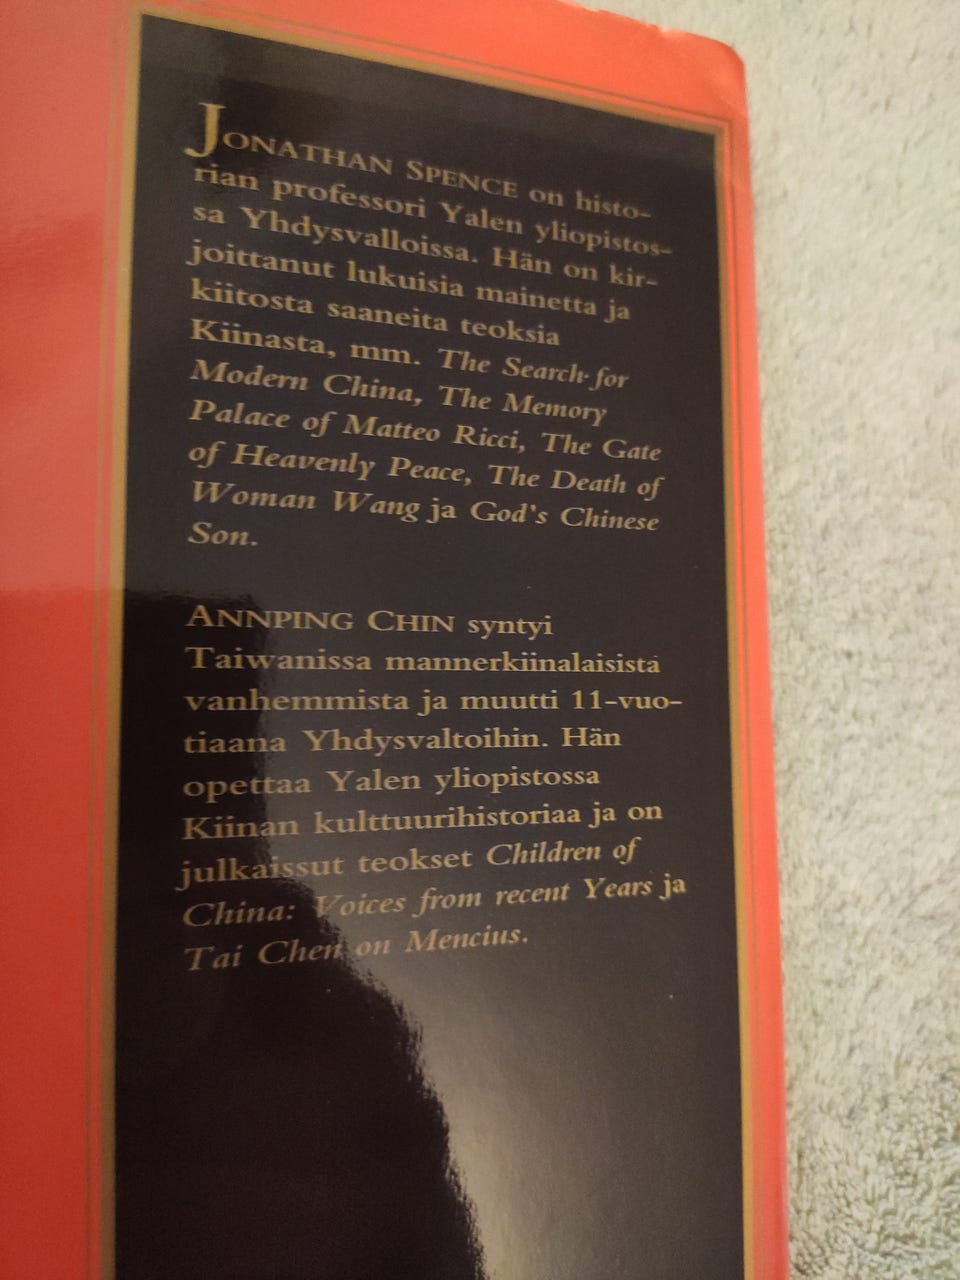 JONATHAN SPENCE on histo-
rian professori Yalen yliopistos-
sa Yhdysvalloissa. Hän on kir-
joittanut lukuisia mainetta ja
kiitosta saaneita teoksia
Kiinasta, mm. The Search for
Modern China, The Memory
Palace of Matteo Ricci, The Gate
of Heavenly Peace, The Death of
Woman Wang ja God's Chinese
Son.
ANNPING CHIN syntyi
Taiwanissa mannerkiinalaisista
vanhemmista ja muutti 11-vuo-
tiaana Yhdysvaltoihin. Hän
opettaa Yalen yliopistossa
Kiinan kulttuurihistoriaa ja on
julkaissut teokset Children of
China: Voices from recent Years ja
Tai Chen on Mencius.